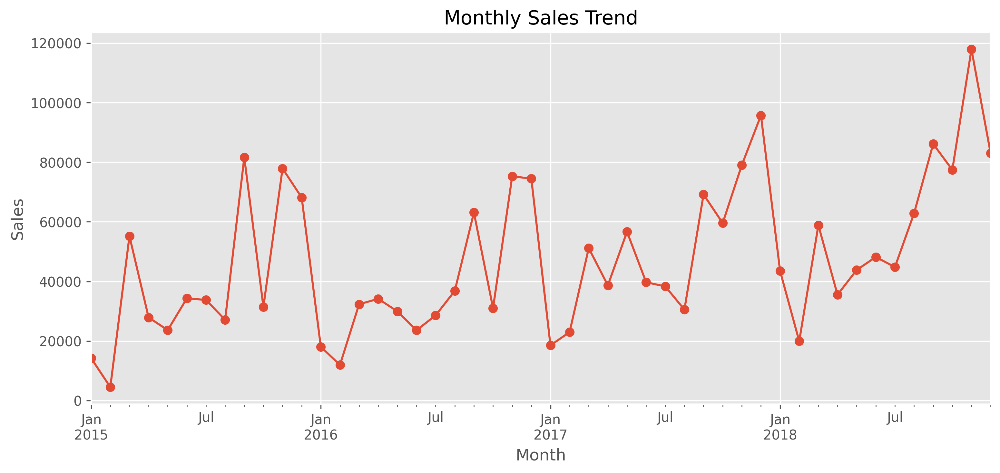 Monthly Sales Trend
120000
100000
80000
60000
40000
20000
0
Sales
Jan Jul Jan Jul Jan Jul Jan Jul
2015 2016 2017 2018
Month